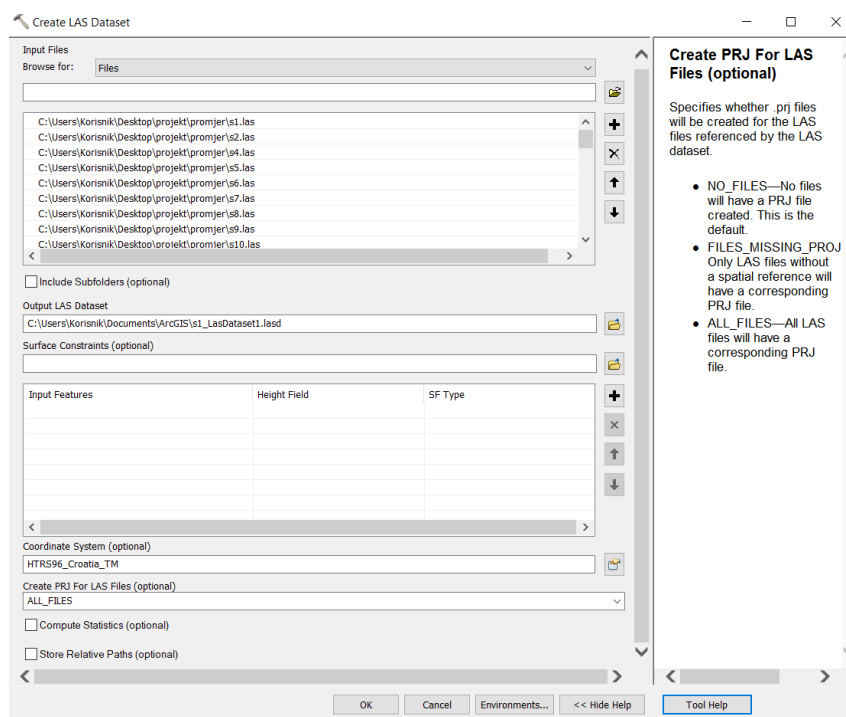 Create LAS Dataset
Input Files
Browse for:
Files
C:\Users\Korisnik\Desktop\projekt\promjer\s1.las
C:\Users\Korisnik\Desktop\projekt\promjer\s2.las
C:\Users\Korisnik\Desktop\projekt\promjer\s4.las
C:\Users\Korisnik\Desktop\projekt\promjer\s5.las
C:\Users\Korisnik\Desktop\projekt\promjer\s6.las
C:\Users\Korisnik\Desktop\projekt\promjer\s7.las
C:\Users\Korisnik\Desktop\projekt\promjer\s8.las
C:\Users\Korisnik\Desktop\projekt\promjer\s9.las
C:\Users\Korisnik\Desktop\projekt\promjer\s10.las
Include Subfolders (optional)
Output LAS Dataset
C:\Users\Korisnik\Documents\ArcGIS\s1_LasDataset1.lasd
Surface Constraints (optional)
Input Features Height Field SF Type
Coordinate System (optional)
HTRS96_Croatia_TM
Create PRJ For LAS Files (optional)
ALL_FILES
Compute Statistics (optional)
Store Relative Paths (optional)
OK Cancel Environments... << Hide Help Tool Help
Create PRJ For LAS
Files (optional)
Specifies whether .prj files
will be created for the LAS
files referenced by the LAS
dataset.
• NO_FILES—No files
will have a PRJ file
created. This is the
default.
• FILES_MISSING_PROJ
Only LAS files without
a spatial reference will
have a corresponding
PRJ file.
• ALL_FILES—All LAS
files will have a
corresponding PRJ
file.